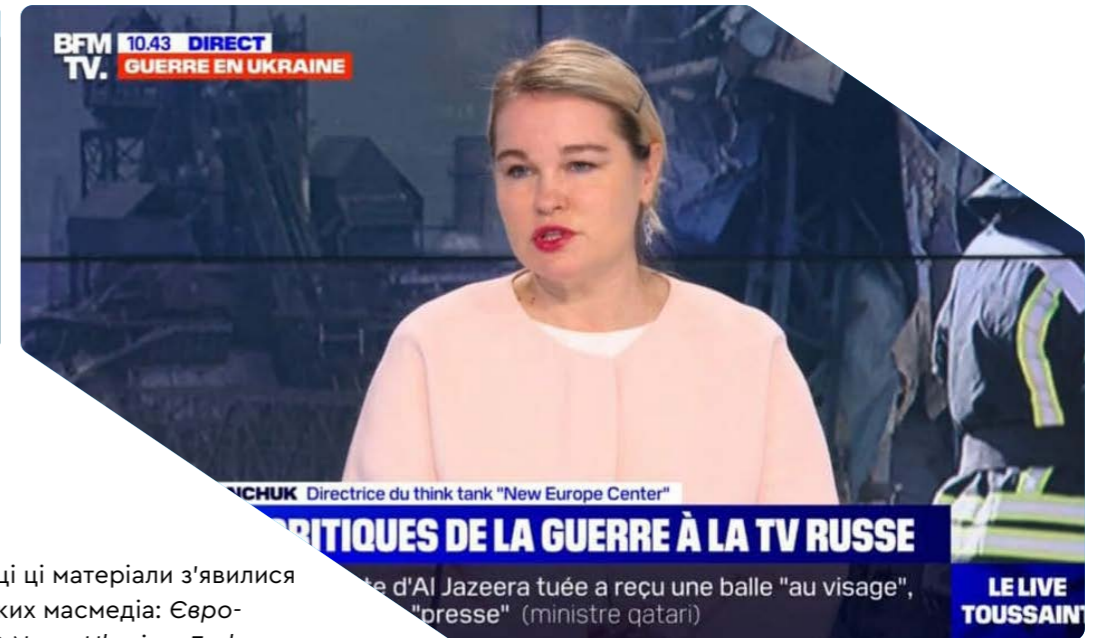 BFM
TV.
10.43 DIRECT
GUERRE EN UKRAINE
NCHUK Directrice du think tank "New Europe Center"
CRITIQUES DE LA GUERRE À LA TV RUSSE
d'Al Jazeera tuée a reçu une balle "au visage",
"presse" (ministre qatari)
LE LIVE
TOUSSAINT
ці ці матеріали з'явилися
ких масмедіа: Євро-